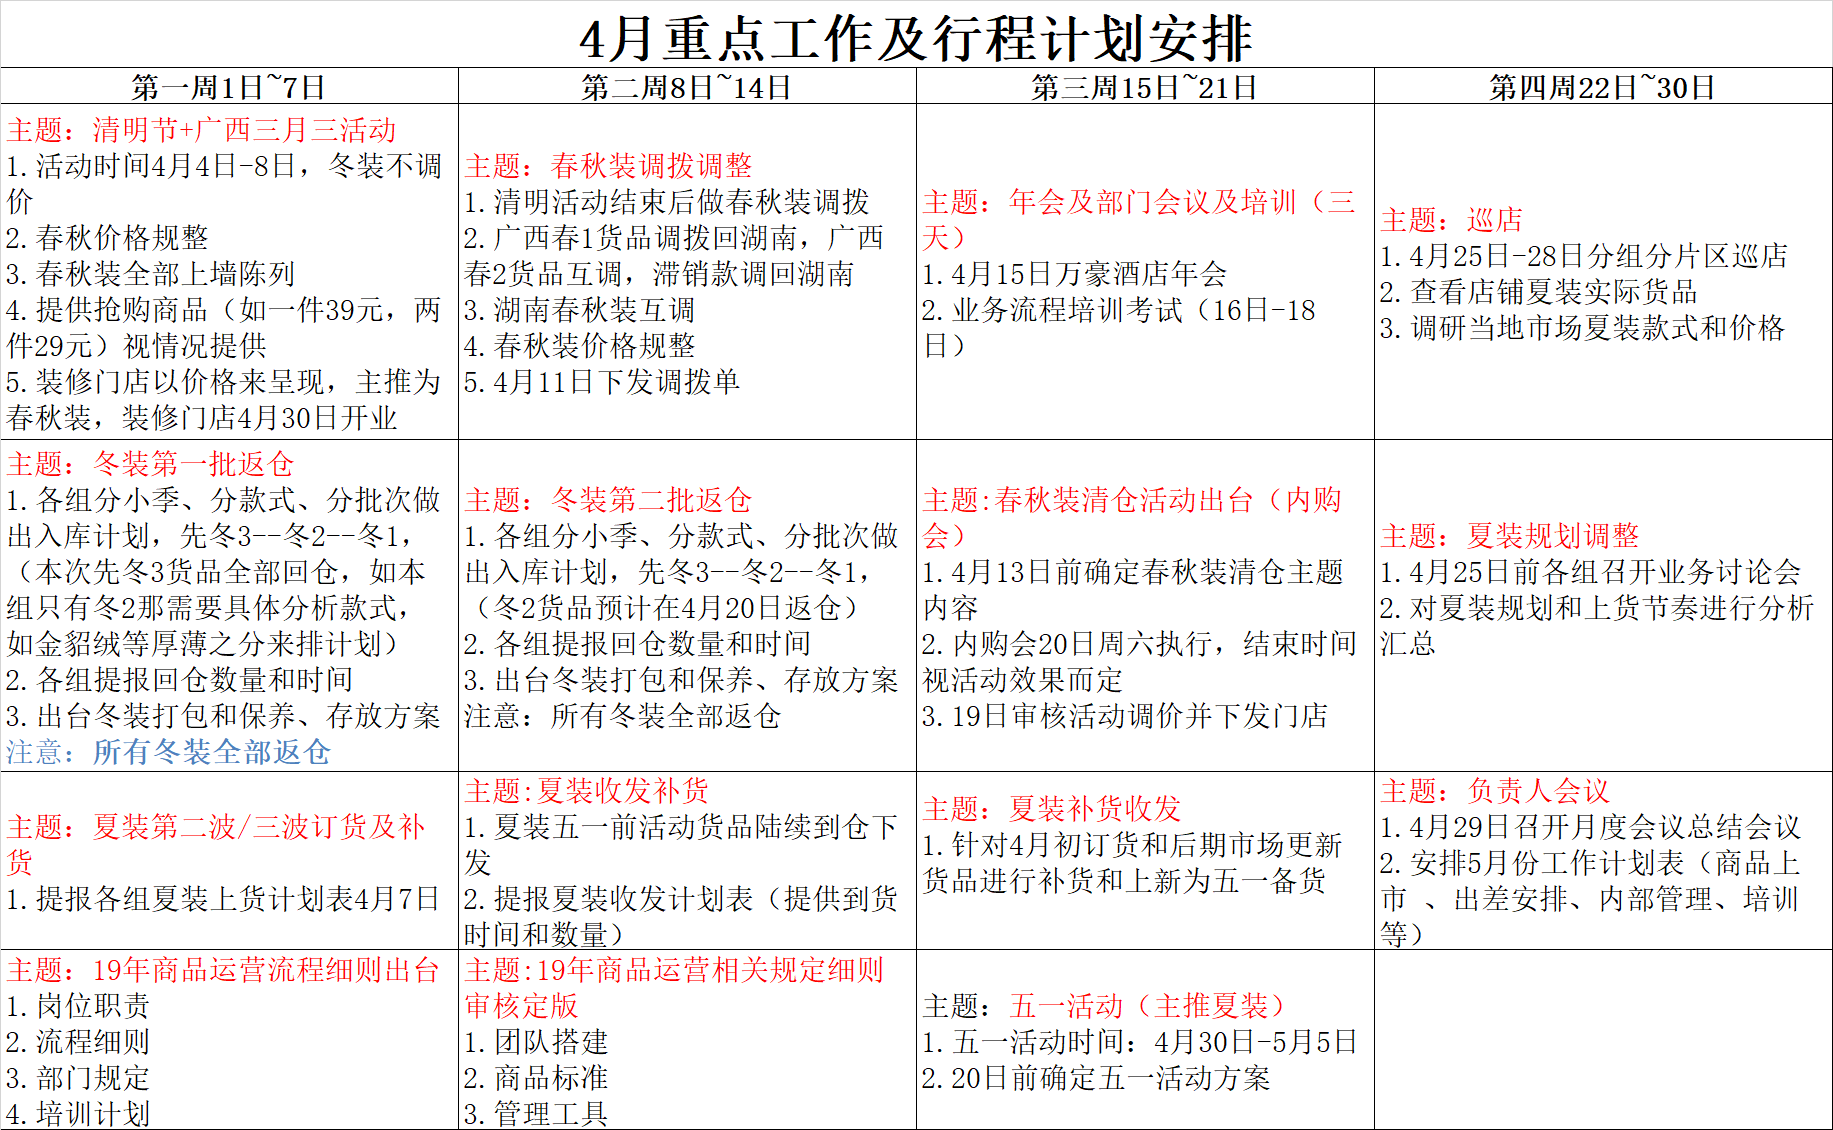 4月重点工作及行程计划安排
第一周1日~7日
第二周8日~14日
第三周15日~21日
第四周22日~30日
主题：清明节+广西三月三活动
1.活动时间4月4日-8日，冬装不调
价
2.春秋价格规整
3.春秋装全部上墙陈列
4.提供抢购商品（如一件39元，两
件29元）视情况提供
5.装修门店以价格来呈现，主推为
春秋装，装修门店4月30日开业
主题：春秋装调拨调整
1.清明活动结束后做春秋装调拨
2.广西春1货品调拨回湖南，广西
春2货品互调，滞销款调回湖南
3.湖南春秋装互调
4.春秋装价格规整
5.4月11日下发调拨单
主题：年会及部门会议及培训（三
天）
1.4月15日万豪酒店年会
2.业务流程培训考试（16日-18
日）
主题：巡店
1.4月25日-28日分组分片区巡店
2.查看店铺夏装实际货品
3.调研当地市场夏装款式和价格
主题：冬装第一批返仓
1.各组分小季、分款式、分批次做
出入库计划，先冬3--冬2--冬1，
（本次先冬3货品全部回仓，如本
组只有冬2那需要具体分析款式，
如金貂绒等厚薄之分来排计划）
2.各组提报回仓数量和时间
3.出台冬装打包和保养、存放方案
注意：所有冬装全部返仓
主题：冬装第二批返仓
1.各组分小季、分款式、分批次做
出入库计划，先冬3--冬2--冬1，
（冬2货品预计在4月20日返仓）
2.各组提报回仓数量和时间
3.出台冬装打包和保养、存放方案
注意：所有冬装全部返仓
主题:春秋装清仓活动出台（内购
会）
1.4月13日前确定春秋装清仓主题
内容
2.内购会20日周六执行，结束时间
视活动效果而定
3.19日审核活动调价并下发门店
主题：夏装规划调整
1.4月25日前各组召开业务讨论会
2.对夏装规划和上货节奏进行分析
汇总
主题：夏装第二波/三波订货及补
货
1.提报各组夏装上货计划表4月7日
主题:夏装收发补货
1.夏装五一前活动货品陆续到仓下
发
2.提报夏装收发计划表（提供到货
时间和数量）
主题：夏装补货收发
1.针对4月初订货和后期市场更新
货品进行补货和上新为五一备货
主题：负责人会议
1.4月29日召开月度会议总结会议
2.安排5月份工作计划表（商品上
市 、出差安排、内部管理、培训
等）
主题：19年商品运营流程细则出台
1.岗位职责
2.流程细则
3.部门规定
4.培训计划
主题:19年商品运营相关规定细则
审核定版
1.团队搭建
2.商品标准
3.管理工具
主题：五一活动（主推夏装）
1.五一活动时间：4月30日-5月5日
2.20日前确定五一活动方案